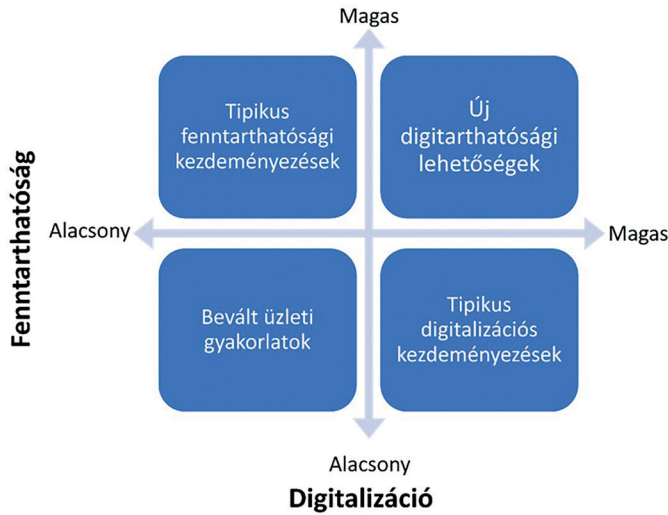 Magas
Tipikus
fenntarthatósági
kezdeményezések
Új
digitarthatósági
lehetőségek
Fenntarthatóság
Alacsony
Magas
Bevált üzleti
gyakorlatok
Tipikus
digitalizációs
kezdeményezések
Alacsony
Digitalizáció